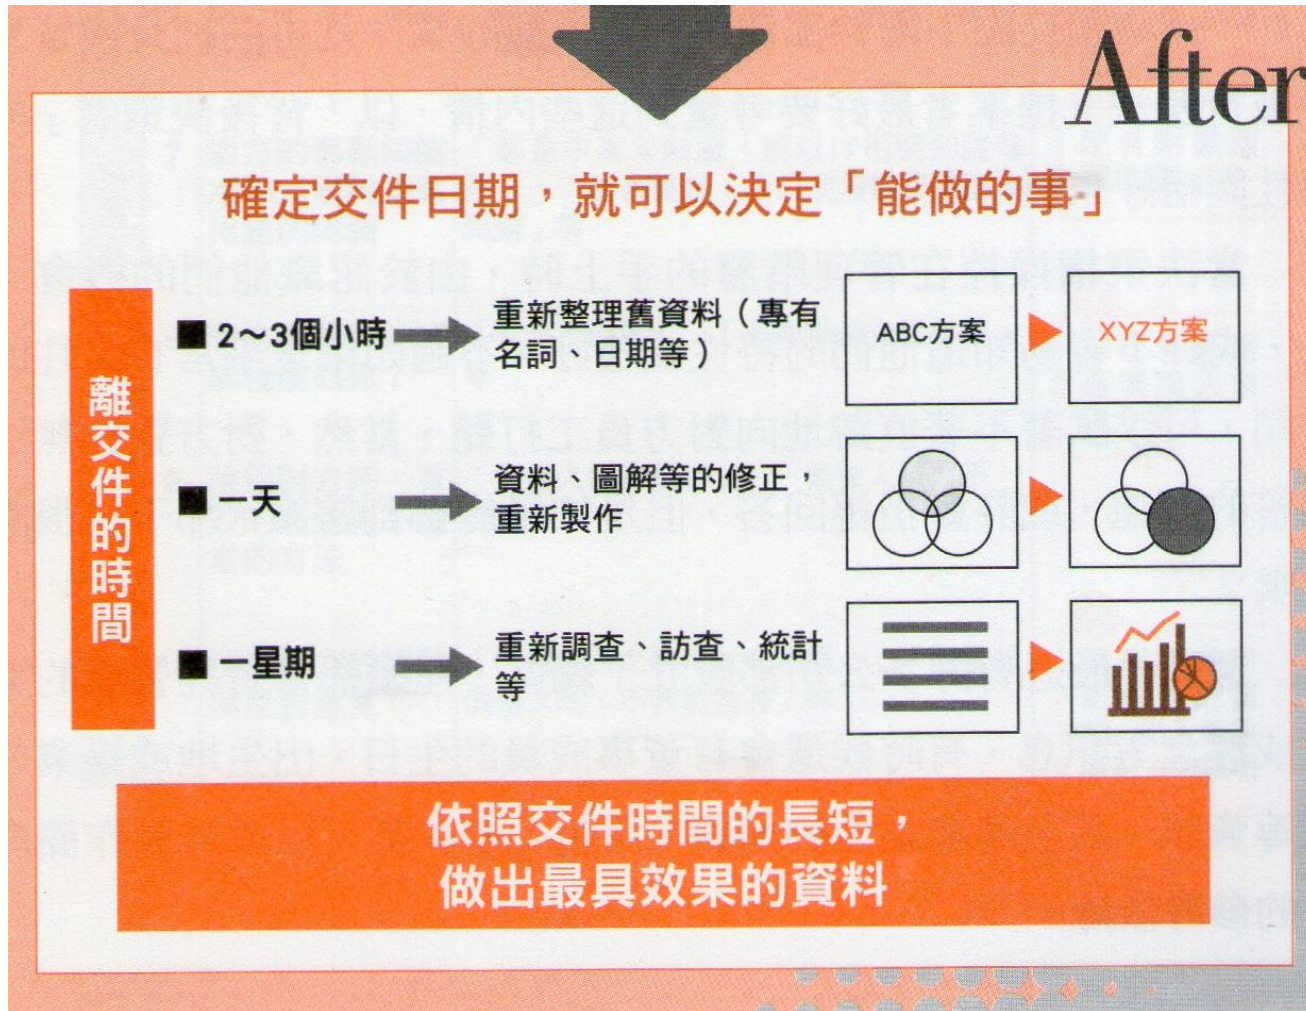 After
確定交件日期，就可以決定「能做的事」
離交件的時間
■ 2～3個小時
重新整理舊資料（專有
名詞、日期等）
ABC方案
XYZ方案
■ 一天
資料、圖解等的修正，
重新製作
■ 一星期
重新調查、訪查、統計
等
依照交件時間的長短，
做出最具效果的資料